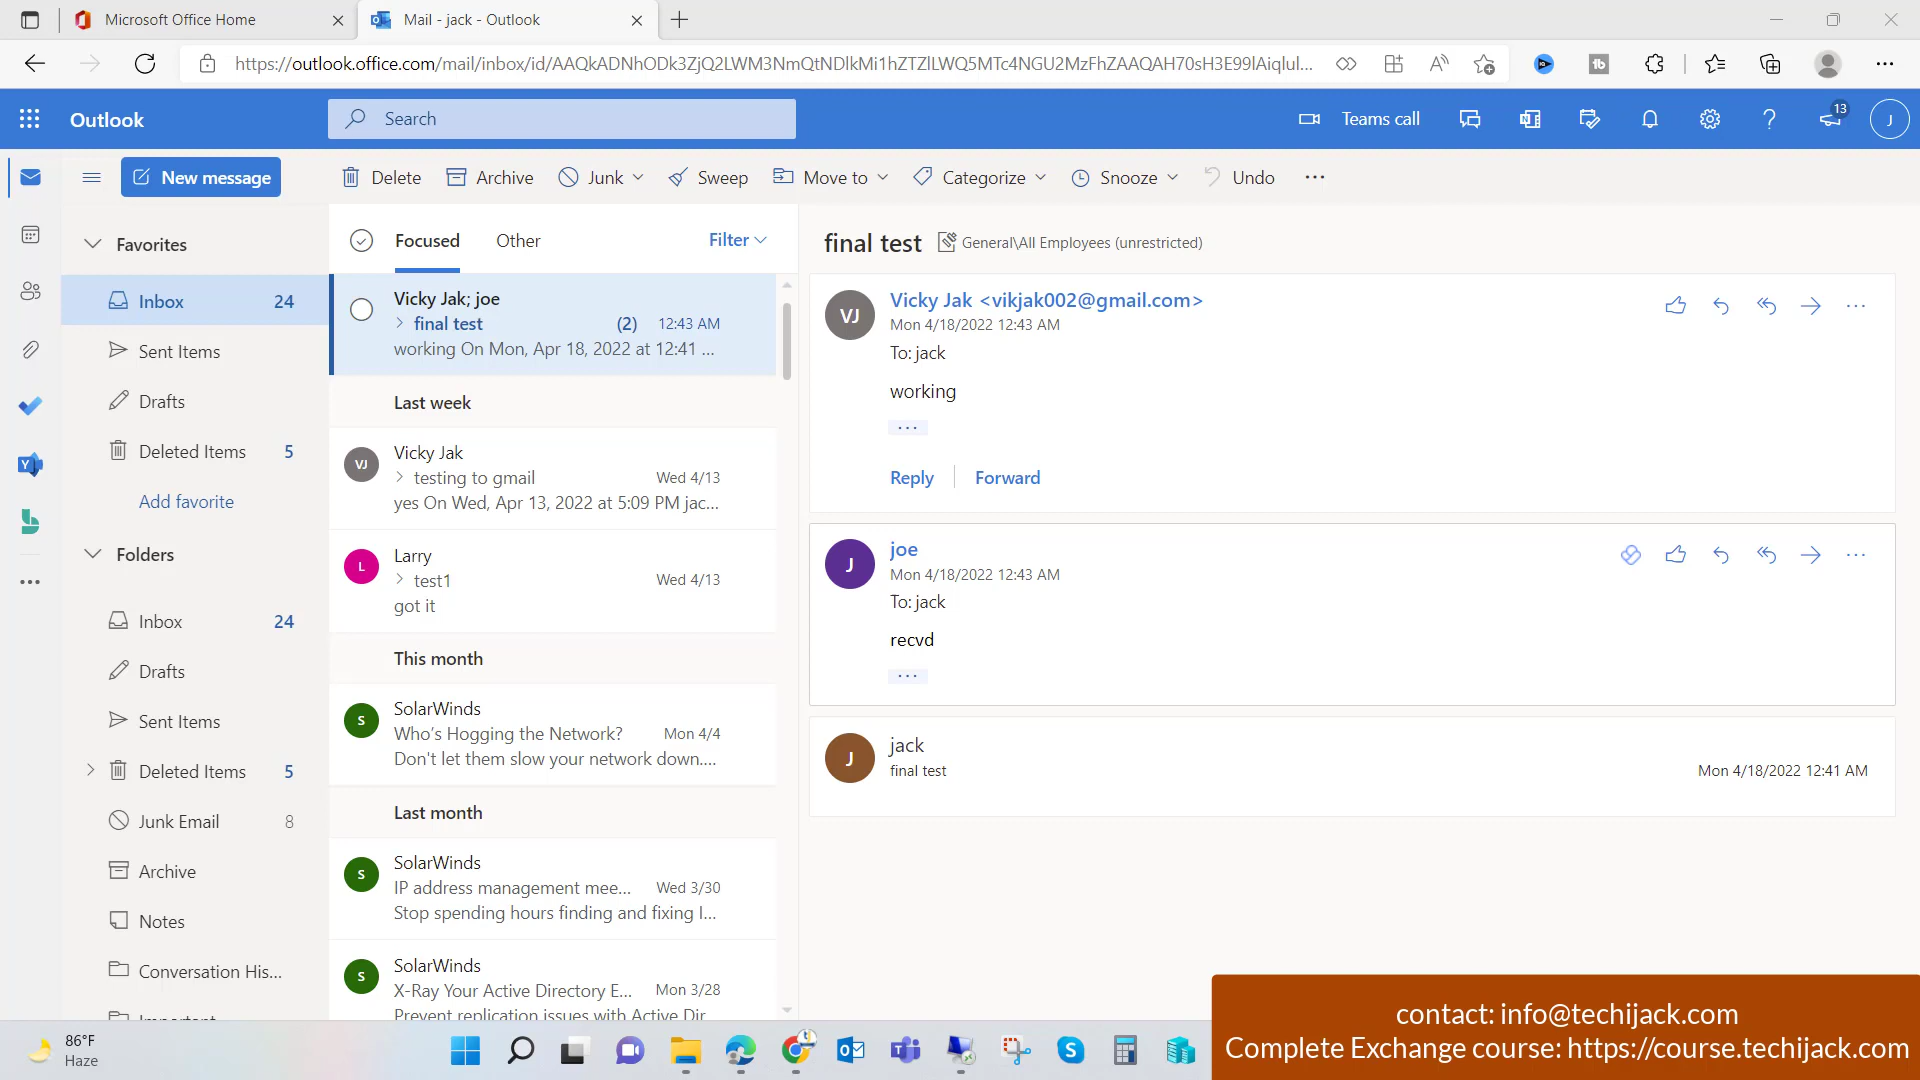 Microsoft Office Home
Mail - jack - Outlook
https://outlook.office.com/mail/inbox/id/AAQkADNhODk3ZjQ2LWM3NmQtNDlkMi1hZTZlLWQ5MTc4NGU2MzFhZAAQAH70sH3E99lAiqlul...
Outlook
Search
Teams call
13
J
New message
Delete
Archive
Junk
Sweep
Move to
Categorize
Snooze
Undo
Favorites
Inbox 24
Sent Items
Drafts
Deleted Items 5
Add favorite
Folders
Inbox 24
Drafts
Sent Items
Deleted Items 5
Junk Email 8
Archive
Notes
Conversation His...
Important
Focused
Other
Filter
Vicky Jak; joe
final test (2) 12:43 AM
working On Mon, Apr 18, 2022 at 12:41 ...
Last week
VJ
Vicky Jak
testing to gmail Wed 4/13
yes On Wed, Apr 13, 2022 at 5:09 PM jac...
L
Larry
test1 Wed 4/13
got it
This month
S
SolarWinds
Who's Hogging the Network? Mon 4/4
Don't let them slow your network down....
Last month
S
SolarWinds
IP address management mee... Wed 3/30
Stop spending hours finding and fixing I...
S
SolarWinds
X-Ray Your Active Directory E... Mon 3/28
Prevent replication issues with Active Dir
final test
General\All Employees (unrestricted)
VJ
Vicky Jak <vikjak002@gmail.com>
Mon 4/18/2022 12:43 AM
To: jack
working
Reply
Forward
J
joe
Mon 4/18/2022 12:43 AM
To: jack
recvd
J
jack
final test
Mon 4/18/2022 12:41 AM
86°F
Haze
contact: info@techijack.com
Complete Exchange course: https://course.techijack.com